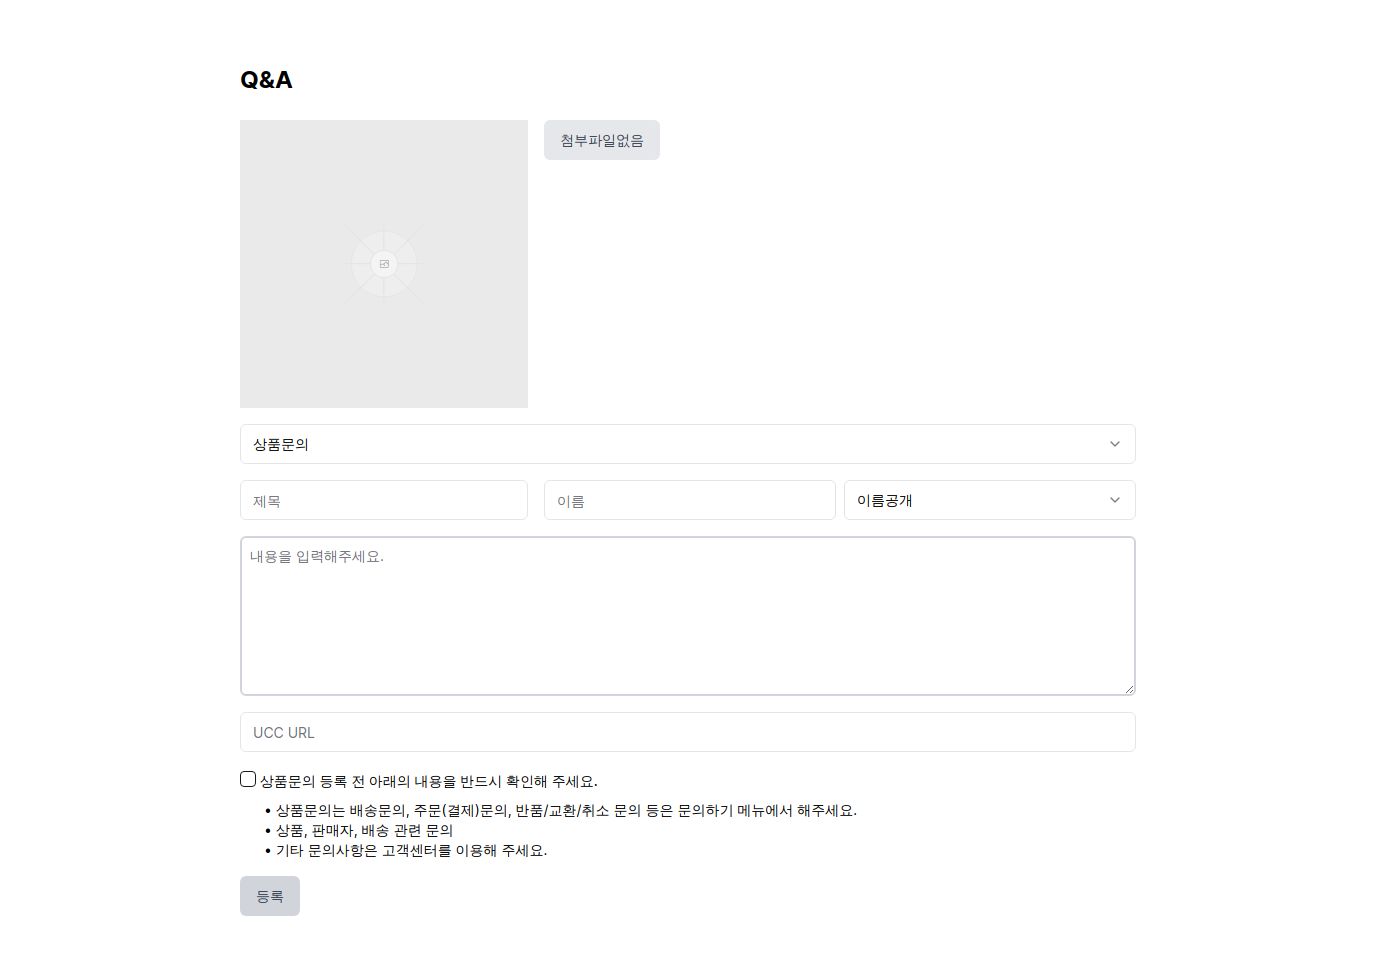 Q&A
첨부파일없음
상품문의
제목
이름
이름공개
내용을 입력해주세요.
UCC URL
상품문의 등록 전 아래의 내용을 반드시 확인해 주세요.
• 상품문의는 배송문의, 주문(결제)문의, 반품/교환/취소 문의 등은 문의하기 메뉴에서 해주세요.
• 상품, 판매자, 배송 관련 문의
• 기타 문의사항은 고객센터를 이용해 주세요.
등록